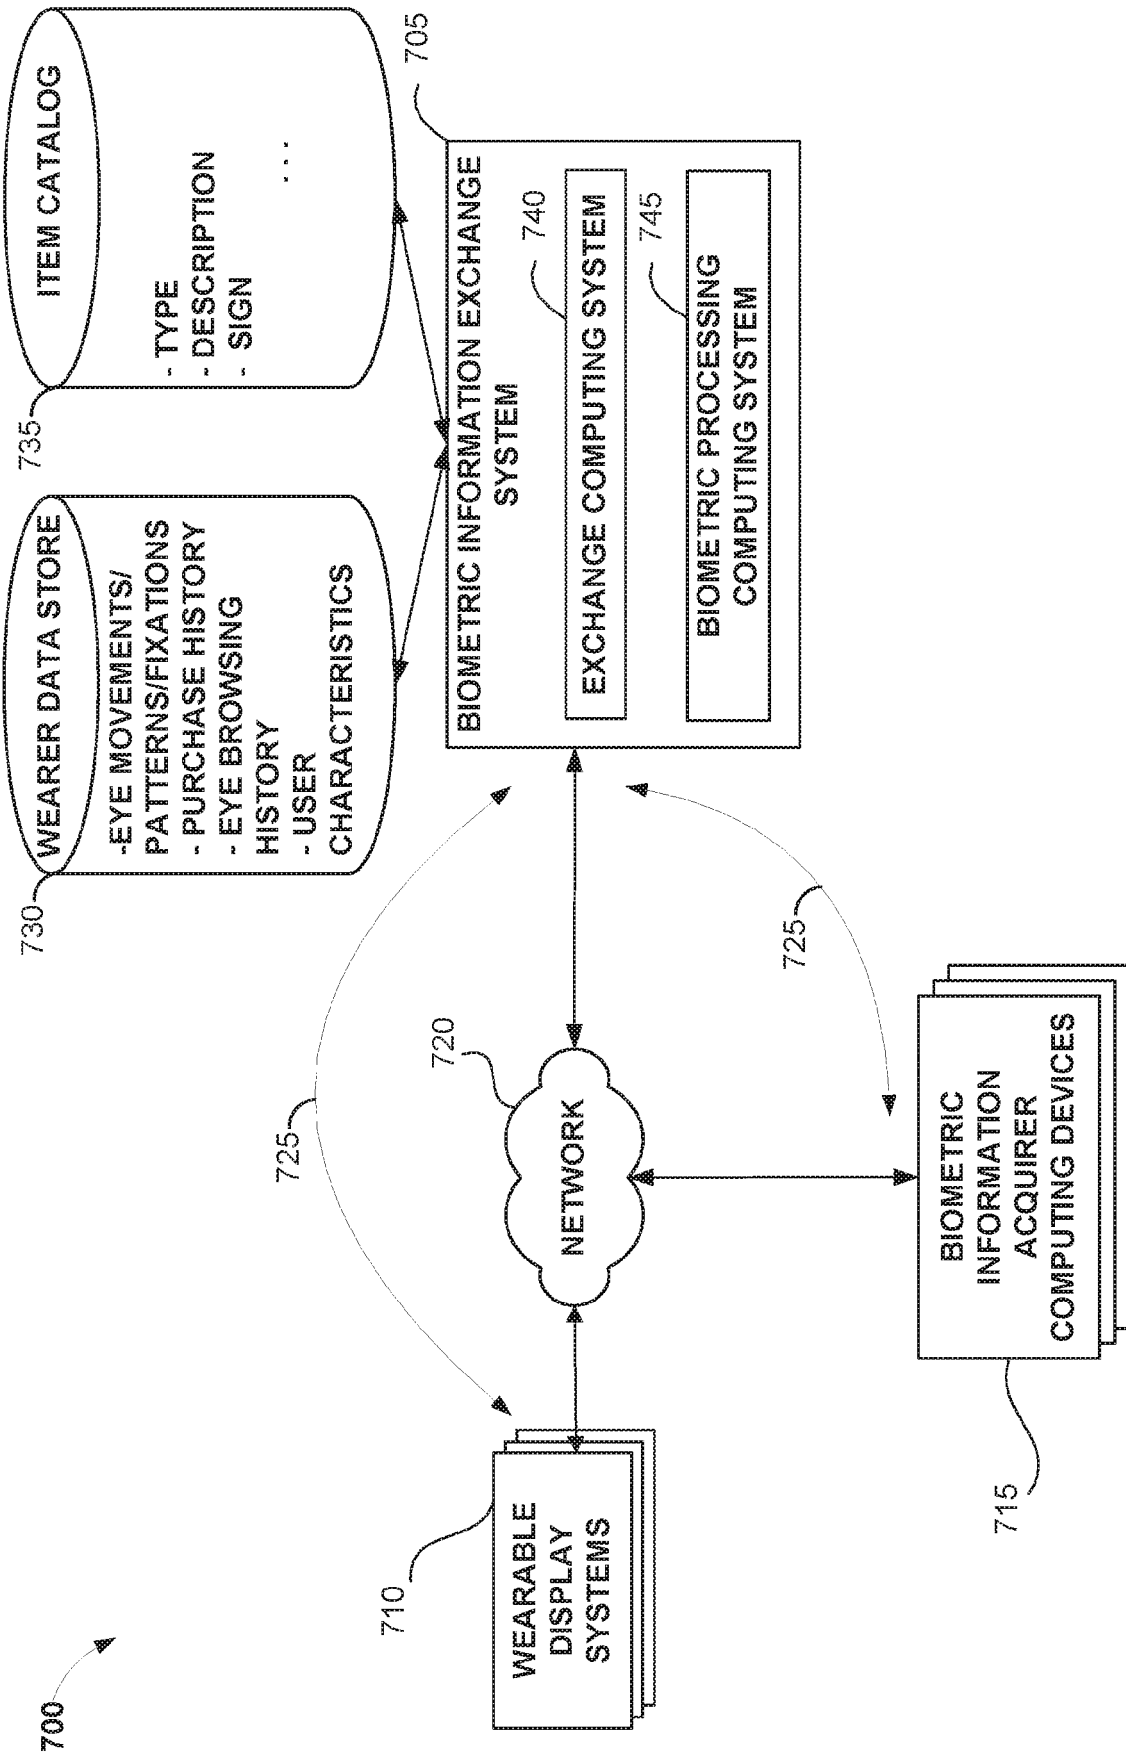 700
710
WEARABLE
DISPLAY
SYSTEMS
725
720
NETWORK
715
BIOMETRIC
INFORMATION
ACQUIRER
COMPUTING DEVICES
725
730
WEARER DATA STORE
-EYE MOVEMENTS/
PATTERNS/FIXATIONS
- PURCHASE HISTORY
- EYE BROWSING
HISTORY
- USER
CHARACTERISTICS
735
ITEM CATALOG
- TYPE
- DESCRIPTION
- SIGN
...
705
BIOMETRIC INFORMATION EXCHANGE
SYSTEM
740
EXCHANGE COMPUTING SYSTEM
745
BIOMETRIC PROCESSING
COMPUTING SYSTEM